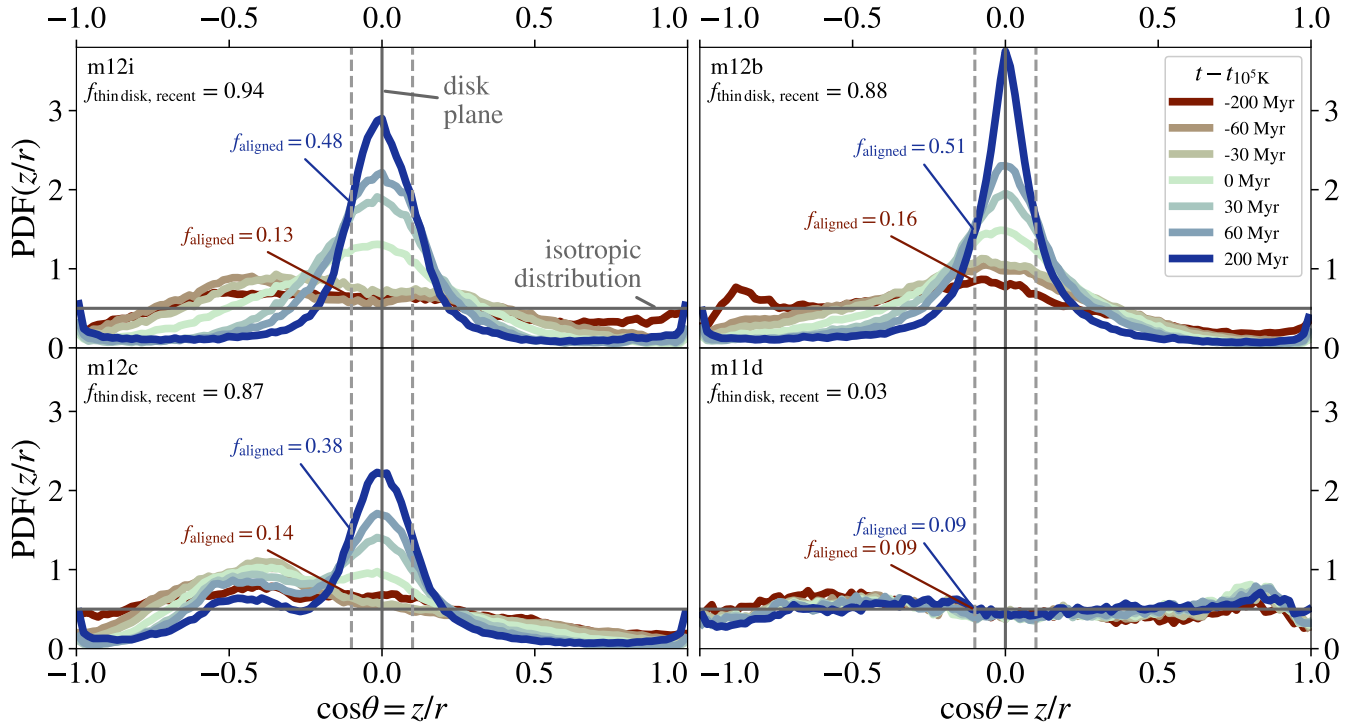 −1.0 −0.5 0.0 0.5 1.0
−1.0 −0.5 0.0 0.5 1.0
m12i
f_thin disk, recent = 0.94
disk
plane
f_aligned = 0.48
f_aligned = 0.13
isotropic
distribution
PDF(z/r)
3
2
1
0
m12b
f_thin disk, recent = 0.88
f_aligned = 0.51
f_aligned = 0.16
t − t_10⁵K
-200 Myr
-60 Myr
-30 Myr
0 Myr
30 Myr
60 Myr
200 Myr
3
2
1
0
m12c
f_thin disk, recent = 0.87
f_aligned = 0.38
f_aligned = 0.14
PDF(z/r)
3
2
1
0
m11d
f_thin disk, recent = 0.03
f_aligned = 0.09
f_aligned = 0.09
3
2
1
0
−1.0 −0.5 0.0 0.5 1.0
−1.0 −0.5 0.0 0.5 1.0
cosθ = z/r
cosθ = z/r